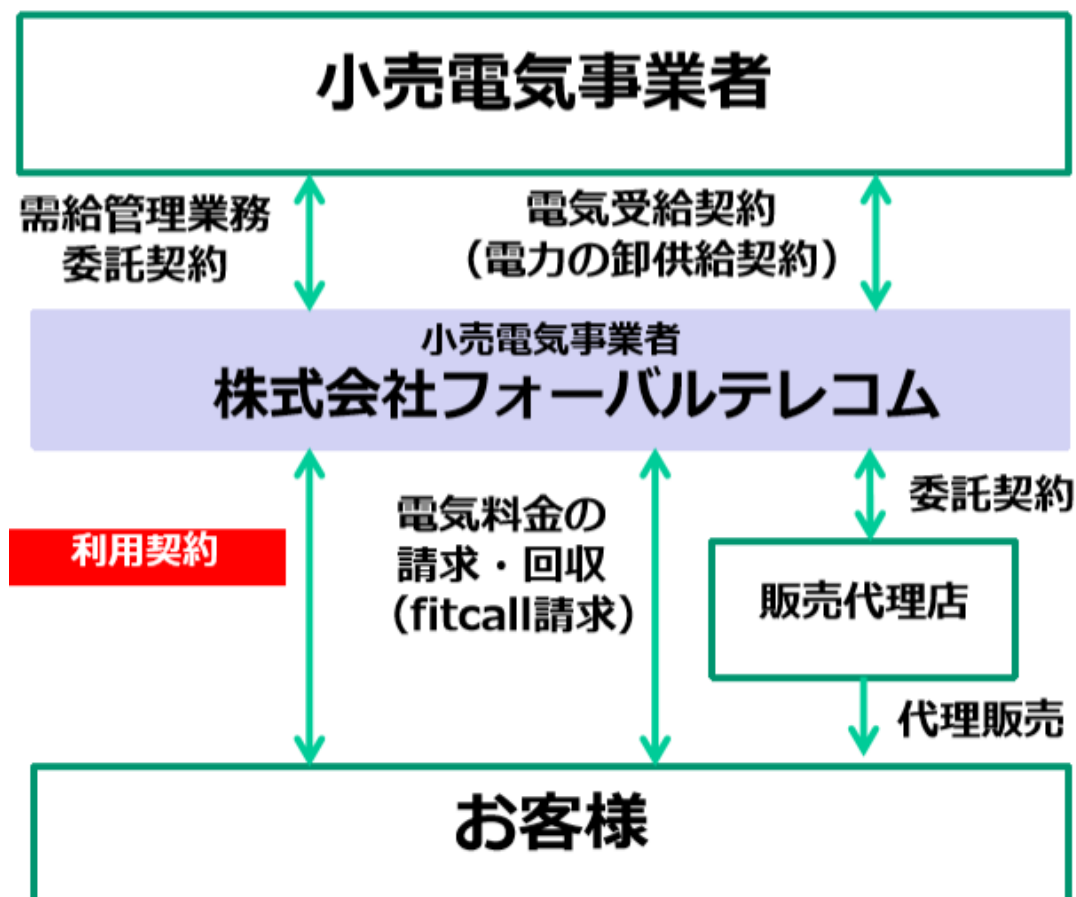 小売電気事業者
需給管理業務
委託契約
電気受給契約
（電力の卸供給契約）
小売電気事業者
株式会社フォーバルテレコム
利用契約
電気料金の
請求・回収
（fitcall請求）
委託契約
販売代理店
代理販売
お客様